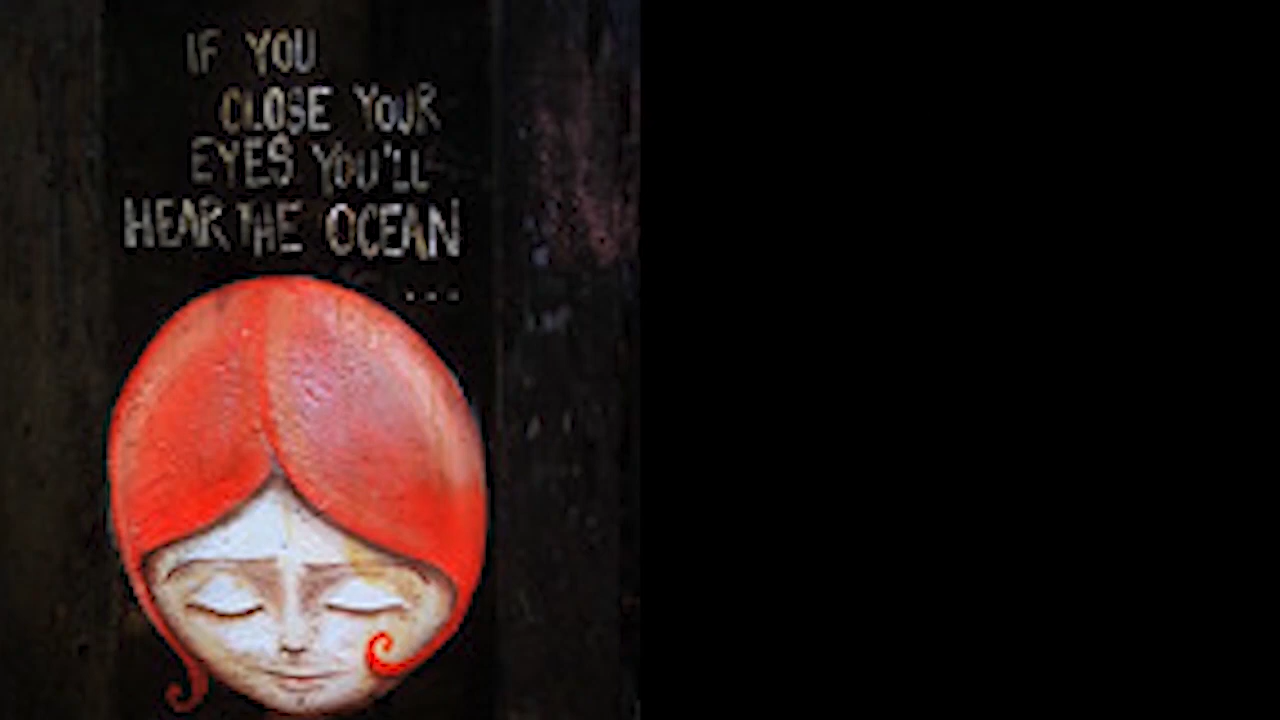 IF YOU
CLOSE YOUR
EYES YOU'LL
HEAR THE OCEAN
...